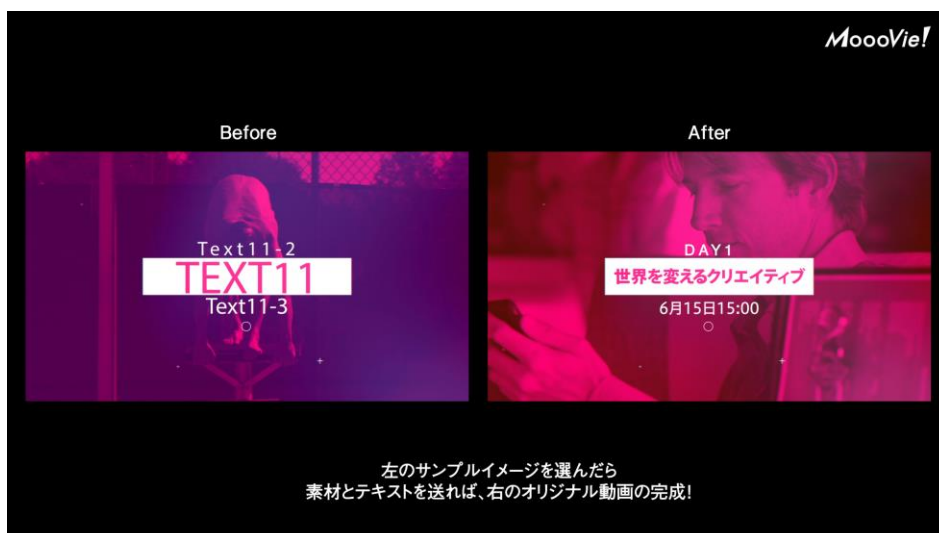 MoooVie!
Before
After
Text11-2
TEXT11
Text11-3
DAY1
世界を変えるクリエイティブ
6月15日15:00
左のサンプルイメージを選んだら
素材とテキストを送れば、右のオリジナル動画の完成!